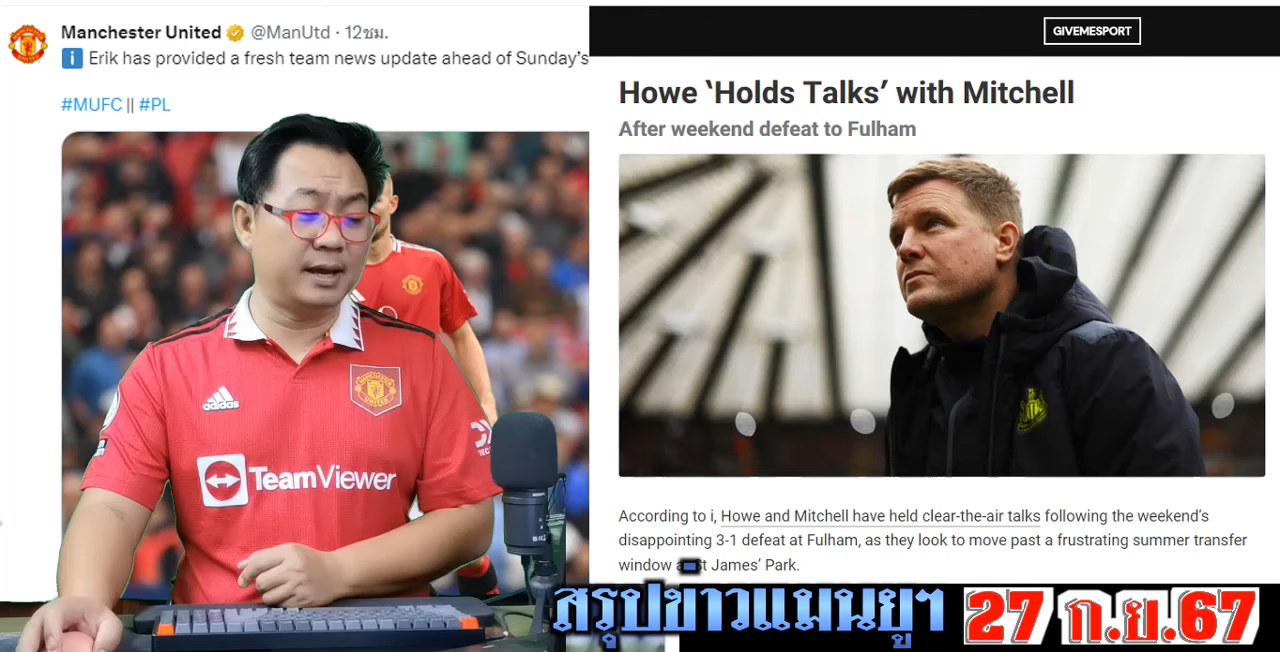 Manchester United @ManUtd · 12ชม.
i Erik has provided a fresh team news update ahead of Sunday's
#MUFC || #PL
adidas
TeamViewer
GIVEMESPORT
Howe 'Holds Talks' with Mitchell
After weekend defeat to Fulham
According to i, Howe and Mitchell have held clear-the-air talks following the weekend's
disappointing 3-1 defeat at Fulham, as they look to move past a frustrating summer transfer
window at St James' Park.
สรุปข่าวแมนยูฯ 27 ก.ย.67